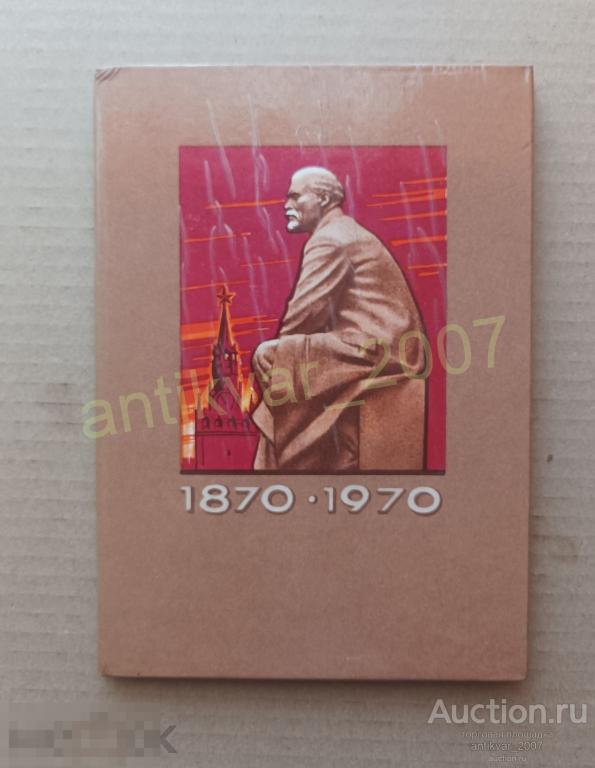 antikvar_2007
1870 · 1970
Auction.ru
торговая площадка
antikvar_2007
auction.ru